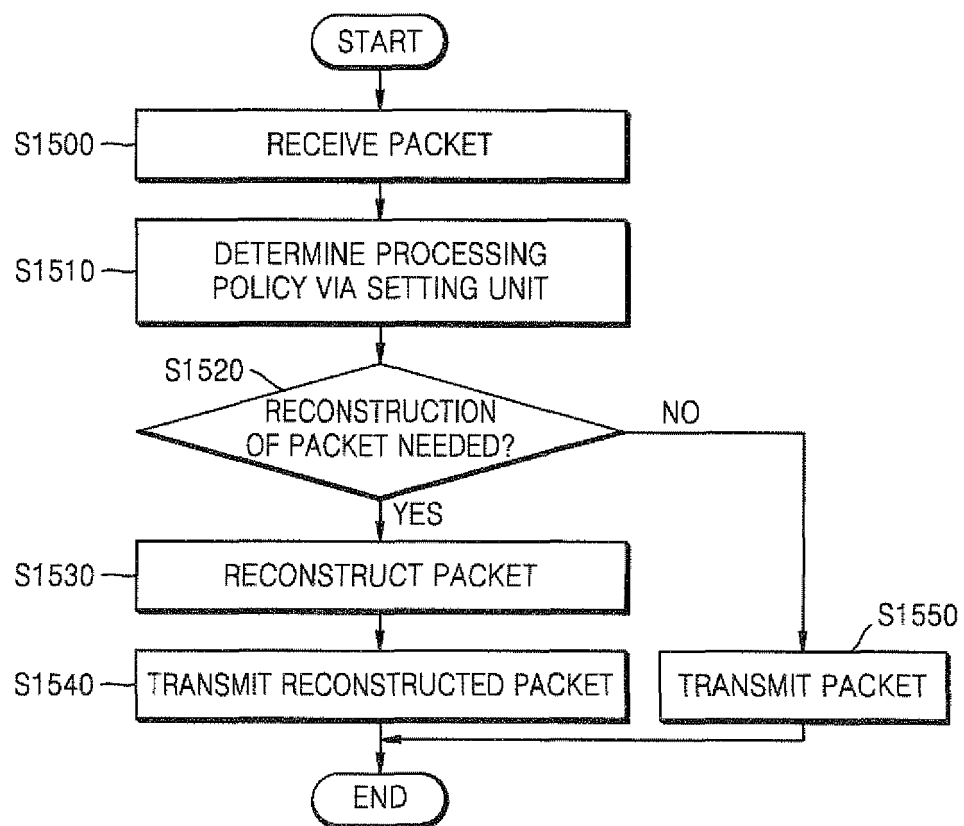 START
S1500
RECEIVE PACKET
S1510
DETERMINE PROCESSING
POLICY VIA SETTING UNIT
S1520
RECONSTRUCTION
OF PACKET NEEDED?
NO
YES
S1530
RECONSTRUCT PACKET
S1550
S1540
TRANSMIT RECONSTRUCTED PACKET
TRANSMIT PACKET
END